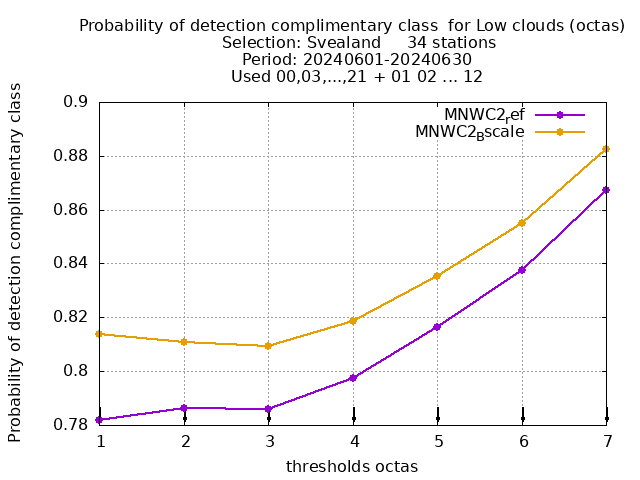 Probability of detection complimentary class  for Low clouds (octas)
Selection: Svealand     34 stations
Period: 20240601-20240630
Used 00,03,...,21 + 01 02 ... 12
Probability of detection complimentary class
0.9
0.88
0.86
0.84
0.82
0.8
0.78
MNWC2ref
MNWC2Bscale
1 2 3 4 5 6 7
thresholds octas